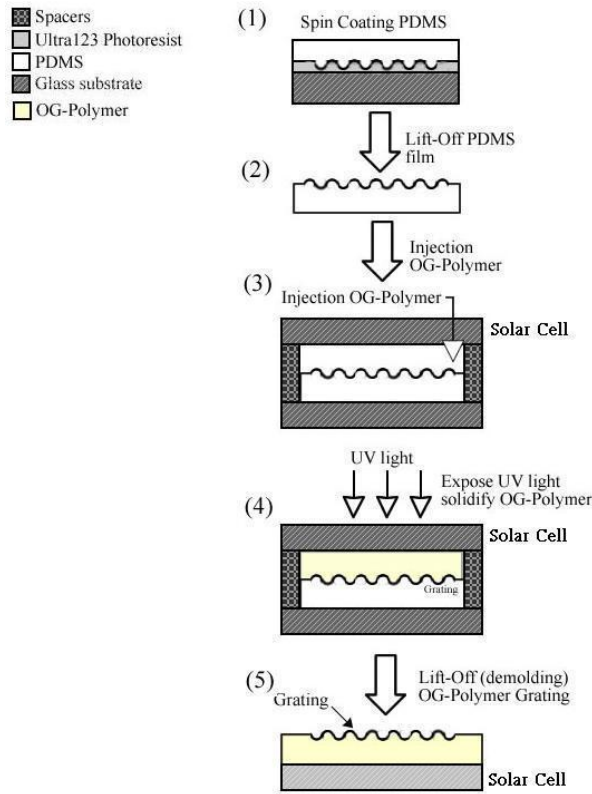 Spacers
Ultra123 Photoresist
PDMS
Glass substrate
OG-Polymer
(1)
Spin Coating PDMS
Lift-Off PDMS
film
(2)
Injection
OG-Polymer
(3)
Injection OG-Polymer
Solar Cell
UV light
Expose UV light
solidify OG-Polymer
(4)
Solar Cell
Grating
Lift-Off (demolding)
OG-Polymer Grating
(5)
Grating
Solar Cell